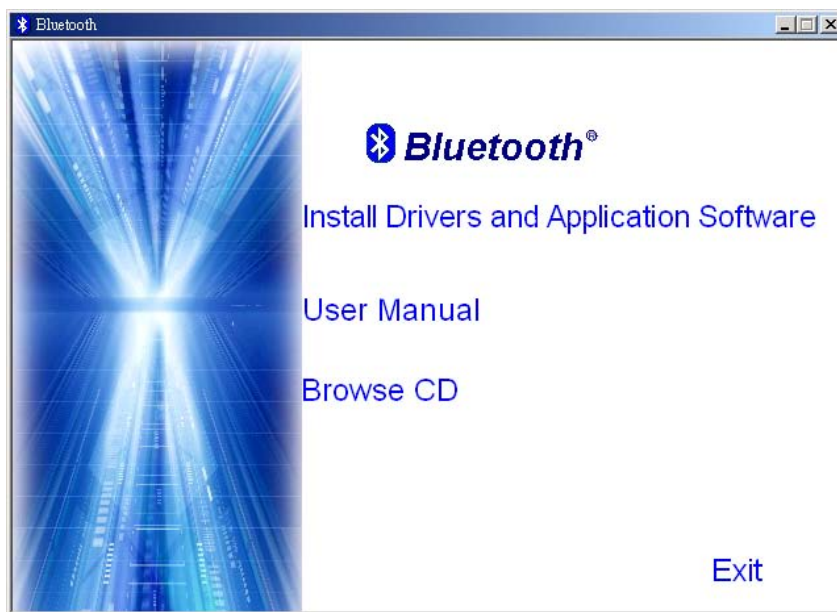 Bluetooth
Bluetooth®
Install Drivers and Application Software
User Manual
Browse CD
Exit